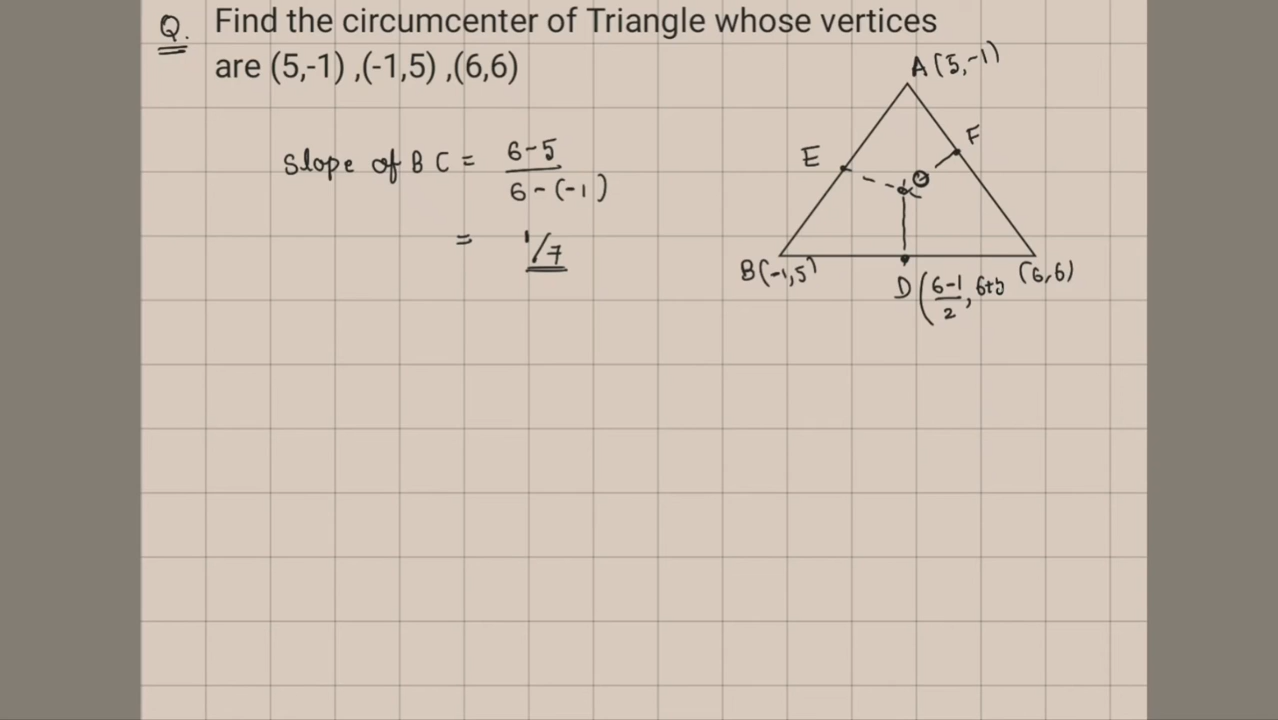 Q. Find the circumcenter of Triangle whose vertices
are (5,-1) ,(-1,5) ,(6,6)
A(5,-1)
F
Slope of BC = 6-5
6-(-1)
E
O
= 1/7
B(-1,5)
(6,6)
D(6-1/2, 6+5